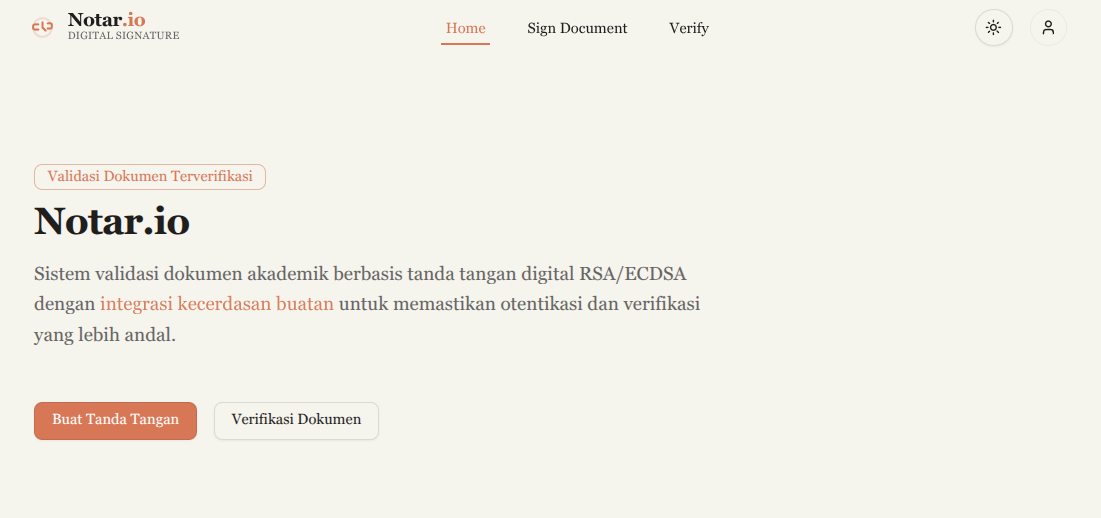 Notar.io
DIGITAL SIGNATURE
Home
Sign Document
Verify
Validasi Dokumen Terverifikasi
Notar.io
Sistem validasi dokumen akademik berbasis tanda tangan digital RSA/ECDSA
dengan integrasi kecerdasan buatan untuk memastikan otentikasi dan verifikasi
yang lebih andal.
Buat Tanda Tangan
Verifikasi Dokumen